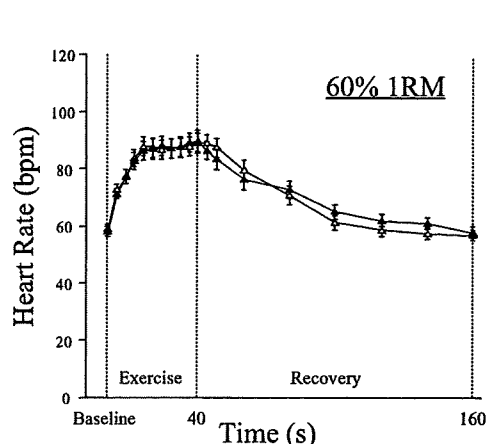 120
60% 1RM
100
80
60
40
20
0
Heart Rate (bpm)
Exercise
Recovery
Baseline
40
160
Time (s)